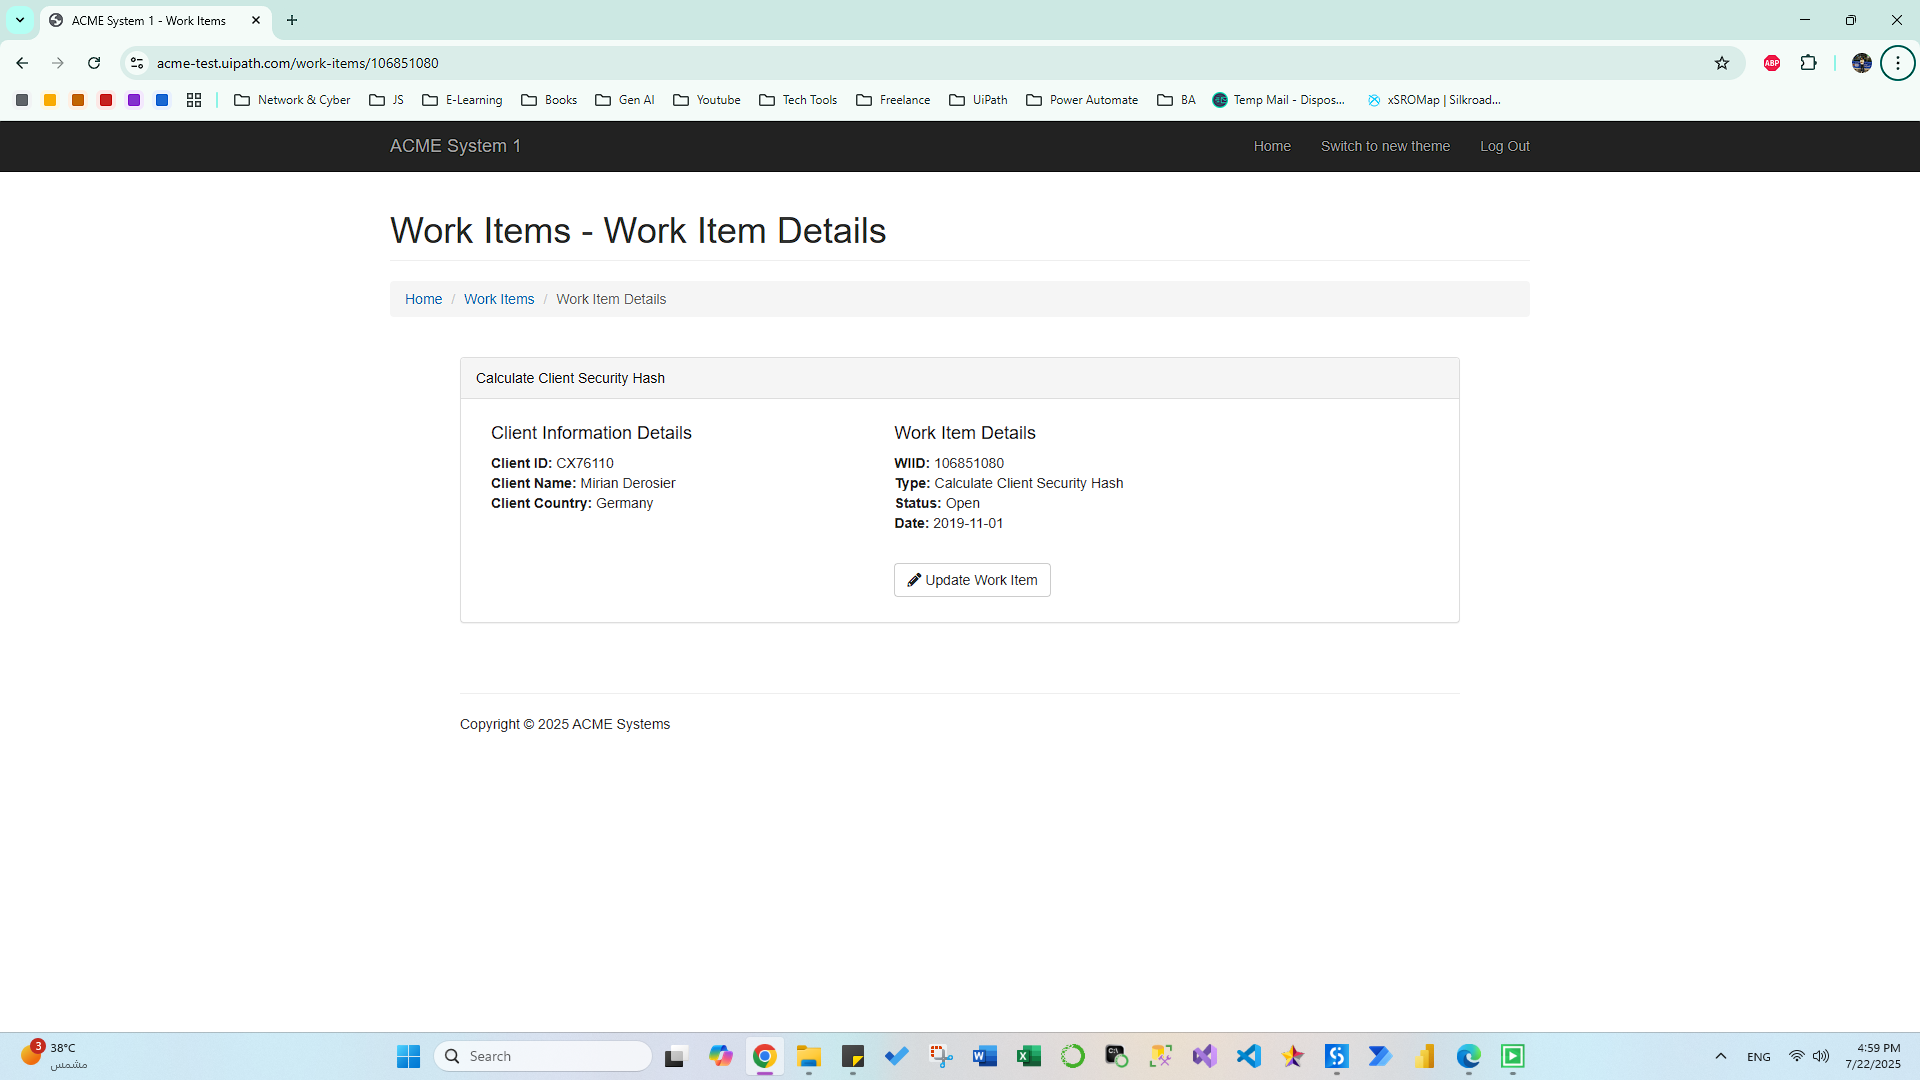 ACME System 1 - Work Items
acme-test.uipath.com/work-items/106851080
ABP
Network & Cyber
JS
E-Learning
Books
Gen AI
Youtube
Tech Tools
Freelance
UiPath
Power Automate
BA
Temp Mail - Dispos...
xSROMap | Silkroad...
ACME System 1
Home
Switch to new theme
Log Out
Work Items - Work Item Details
Home / Work Items / Work Item Details
Calculate Client Security Hash
Client Information Details
Client ID: CX76110
Client Name: Mirian Derosier
Client Country: Germany
Work Item Details
WIID: 106851080
Type: Calculate Client Security Hash
Status: Open
Date: 2019-11-01
Update Work Item
Copyright © 2025 ACME Systems
3
38°C
مشمس
Search
ENG
4:59 PM
7/22/2025